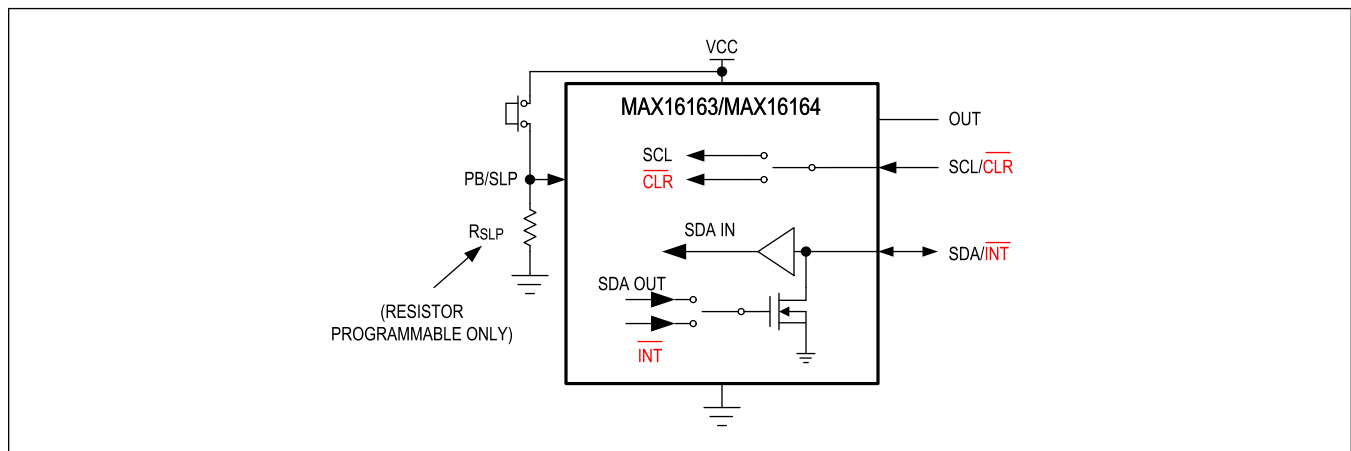 VCC
MAX16163/MAX16164
OUT
SCL
SCL/CLR
CLR
PB/SLP
RSLP
SDA IN
SDA/INT
SDA OUT
(RESISTOR
PROGRAMMABLE ONLY)
INT